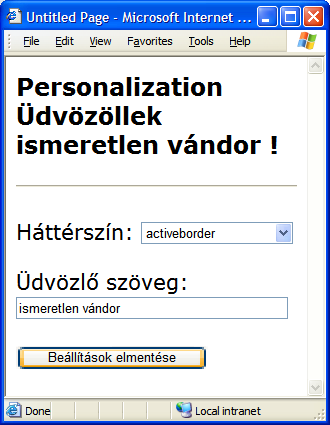 Untitled Page - Microsoft Internet ...
File Edit View Favorites Tools Help
Personalization
Üdvözöllek
ismeretlen vándor !
Háttérszín: activeborder
Üdvözlő szöveg:
ismeretlen vándor
Beállítások elmentése
Done Local intranet